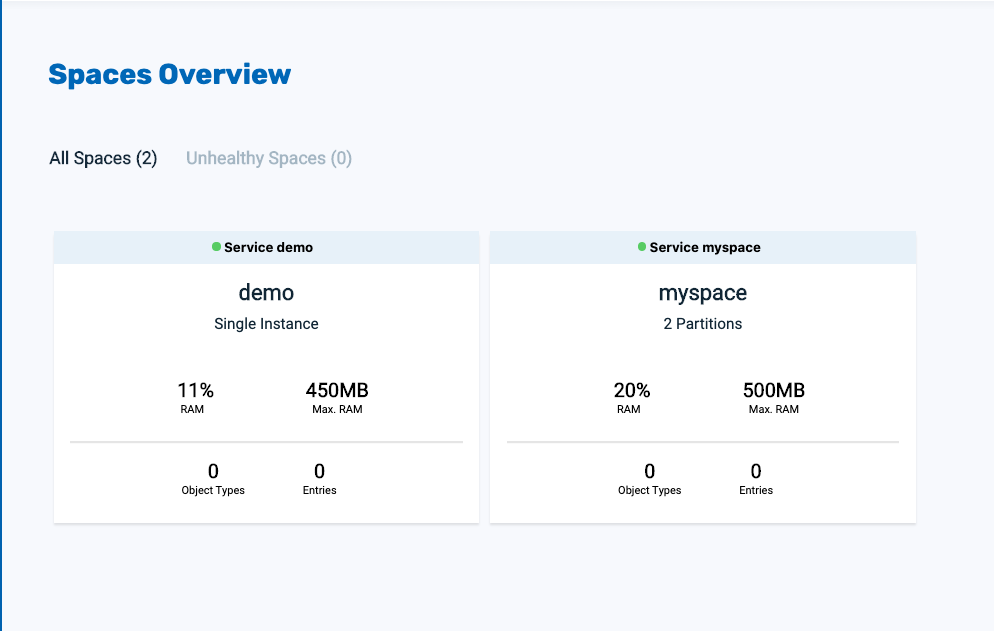 Spaces Overview
All Spaces (2) Unhealthy Spaces (0)
Service demo
demo
Single Instance
11% 450MB
RAM Max. RAM
0 0
Object Types Entries
Service myspace
myspace
2 Partitions
20% 500MB
RAM Max. RAM
0 0
Object Types Entries